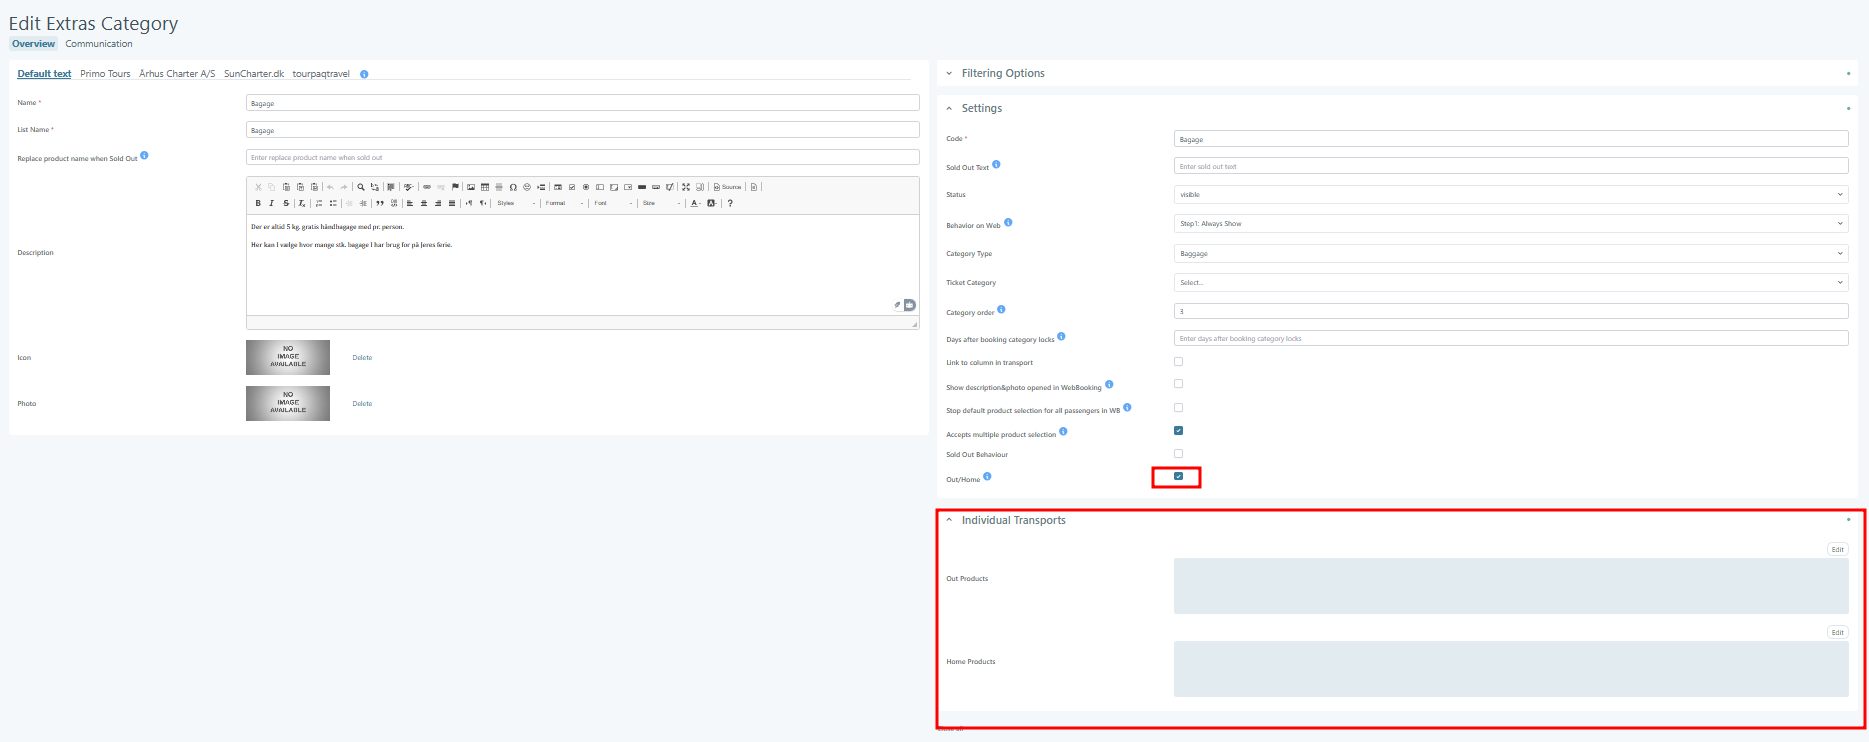 Edit Extras Category
Overview Communication
Default text Primo Tours Århus Charter A/S SunCharter.dk tourpaqtravel
Name *
Bagage
List Name *
Bagage
Replace product name when Sold Out
Enter replace product name when sold out
Source
Styles Format Font Size
Description
Der er altid 5 kg. gratis håndbagage med pr. person.
Her kan I vælge hvor mange stk. bagage I har brug for på Jeres ferie.
Icon
NO
IMAGE
AVAILABLE
Delete
Photo
NO
IMAGE
AVAILABLE
Delete
Filtering Options
Settings
Code *
Bagage
Sold Out Text
Enter sold out text
Status
visible
Behavior on Web
Step1: Always Show
Category Type
Baggage
Ticket Category
Select...
Category order
3
Days after booking category locks
Enter days after booking category locks
Link to column in transport
Show description&photo opened in WebBooking
Stop default product selection for all passengers in WB
Accepts multiple product selection
Sold Out Behaviour
Out/Home
Individual Transports
Edit
Out Products
Edit
Home Products